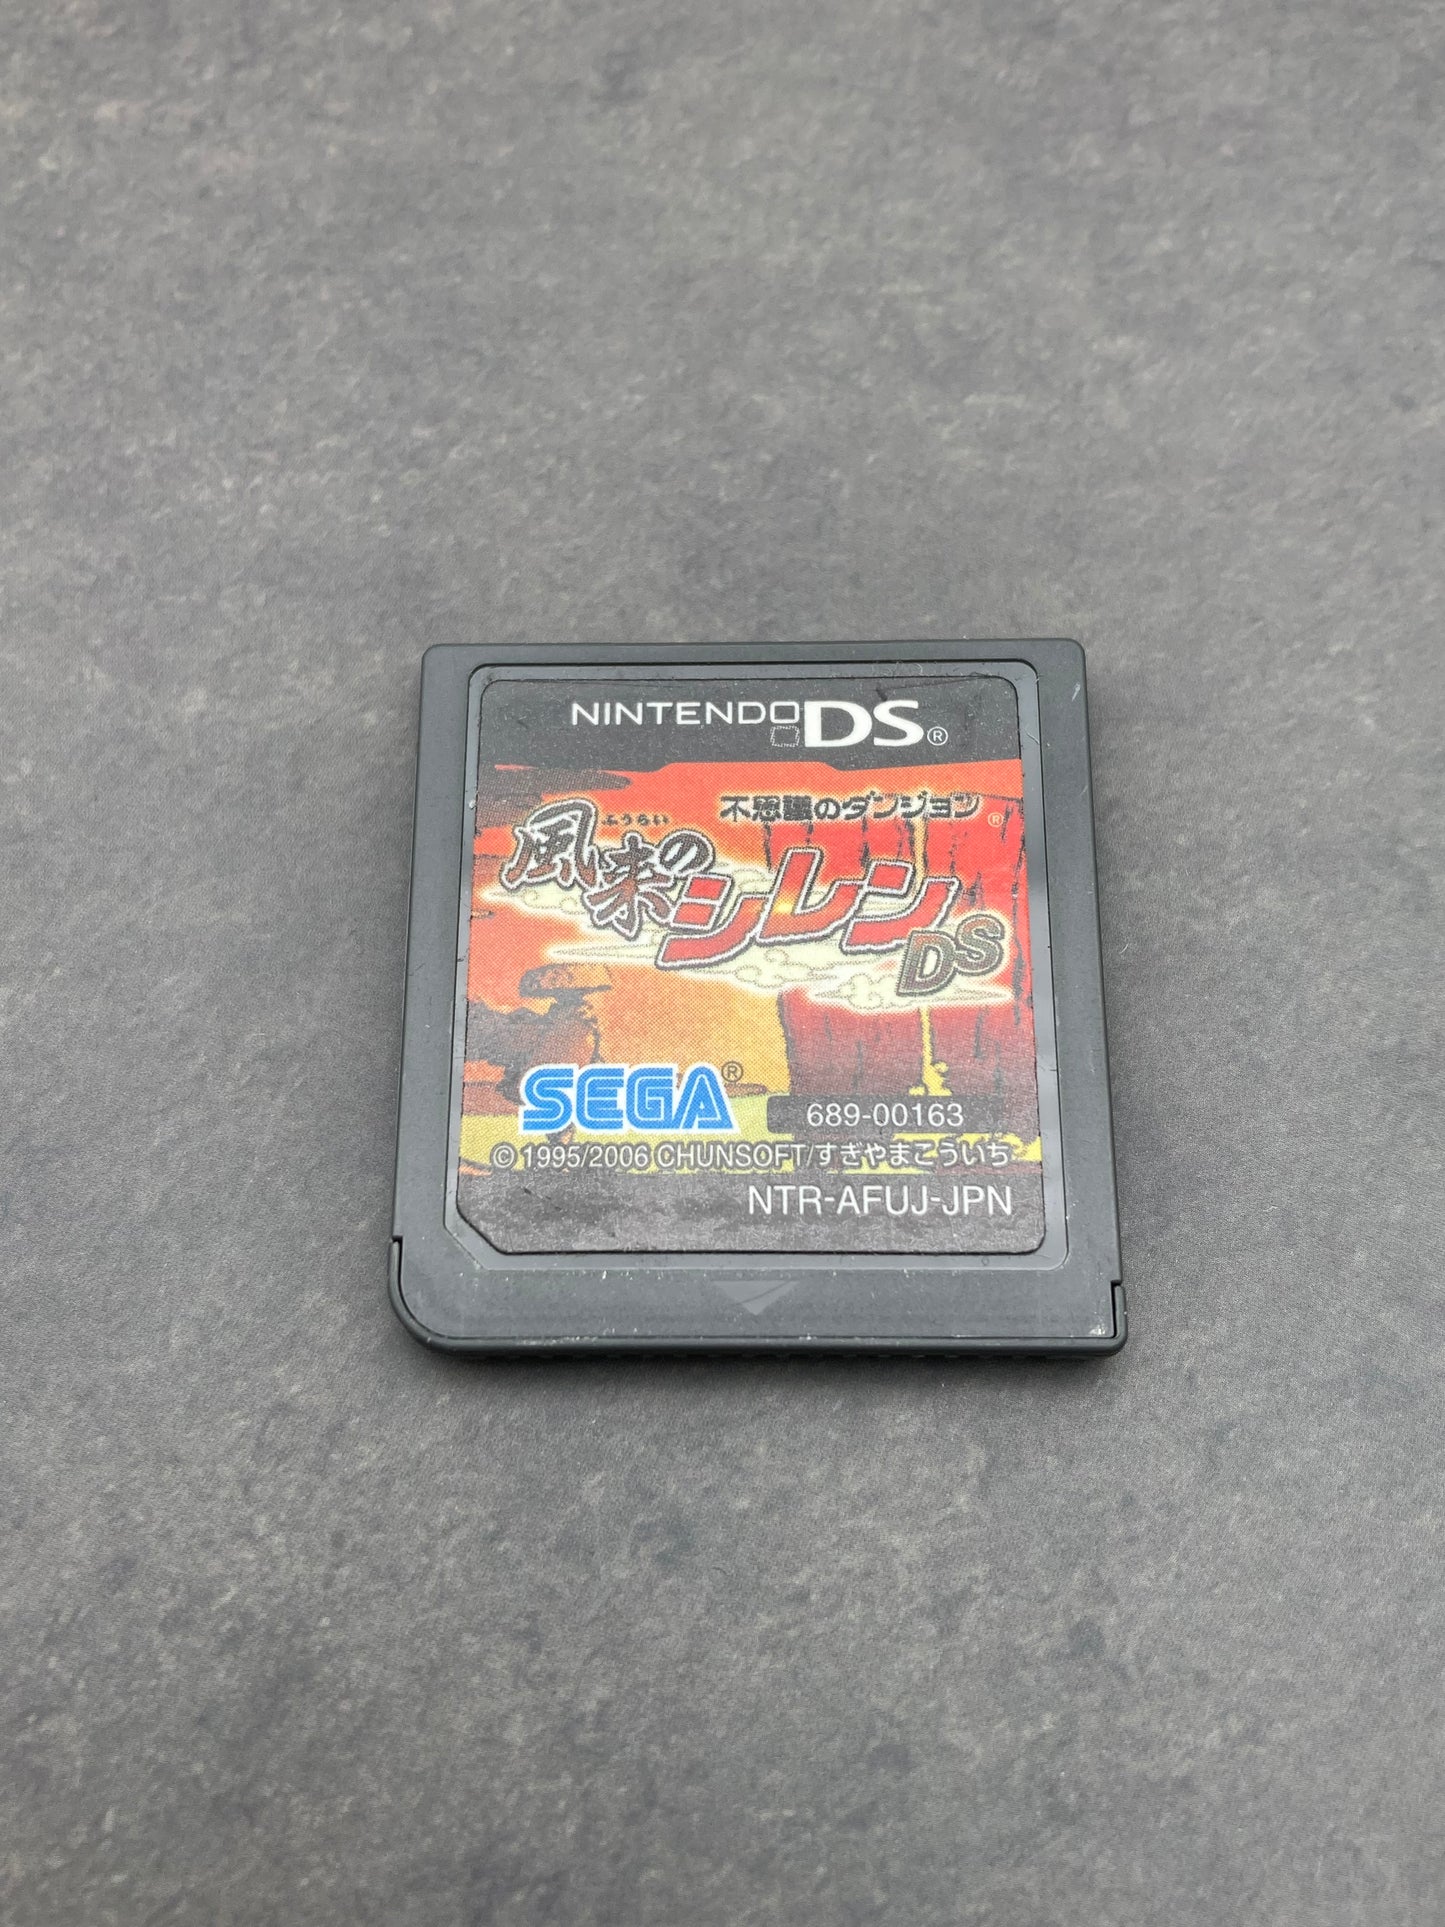 NINTENDO DS®
不思議のダンジョン®
ふうらい
風来のシレンDS
SEGA®
689-00163
© 1995/2006 CHUNSOFT/すぎやまこういち
NTR-AFUJ-JPN